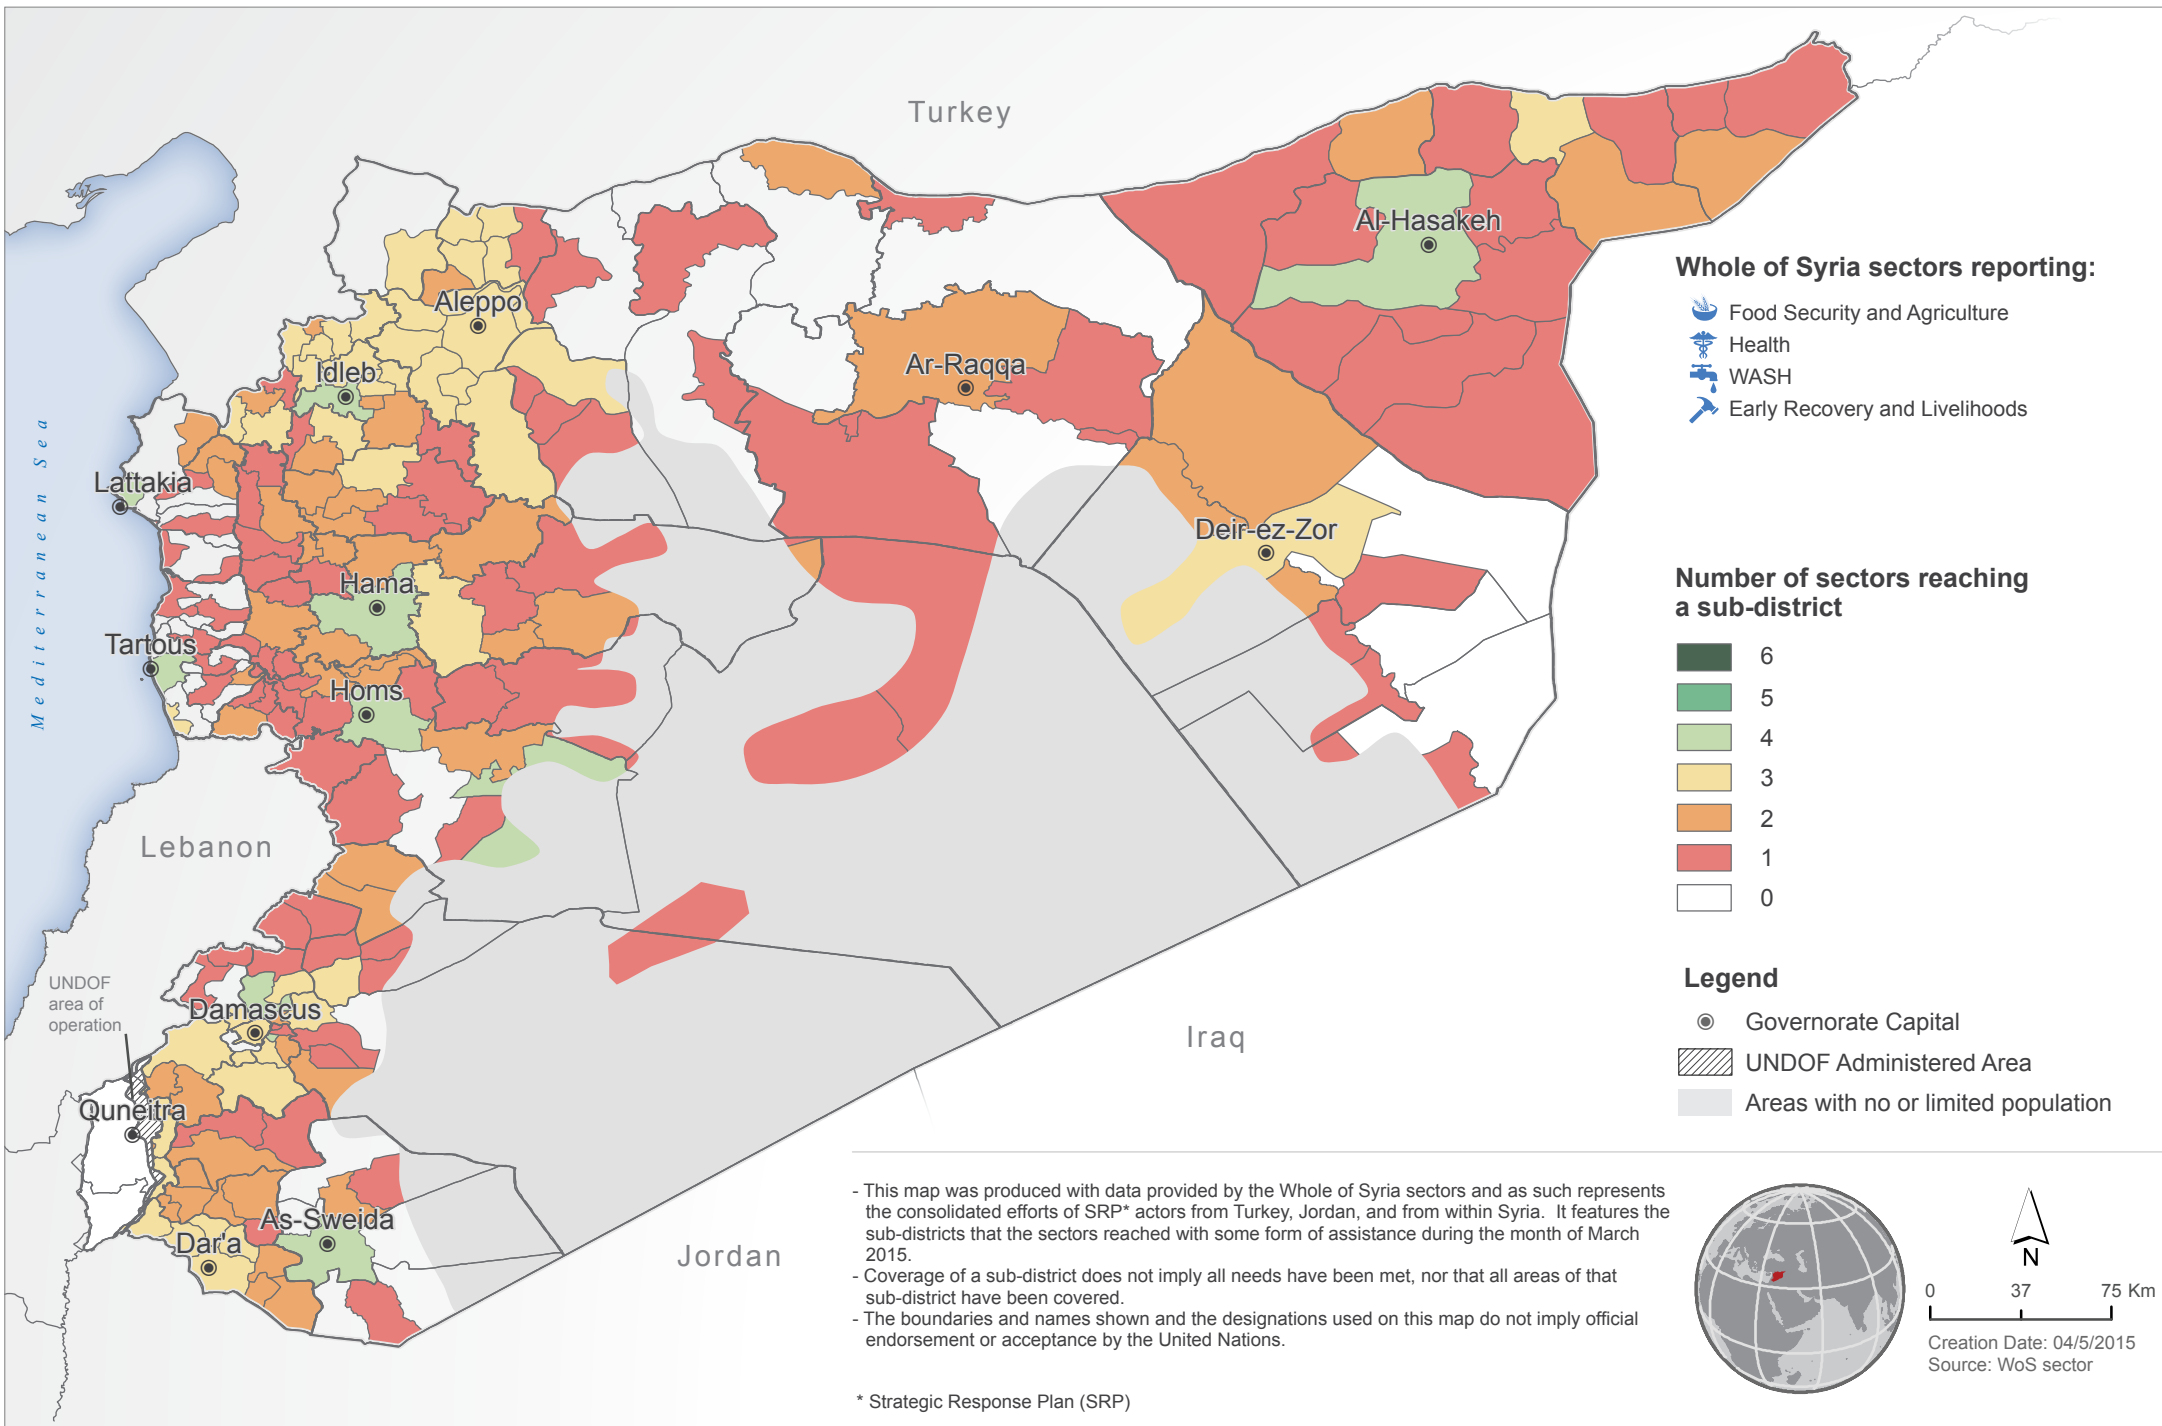 Turkey
Al-Hasakeh
Aleppo
Idleb
Ar-Raqqa
Mediterranean Sea
Lattakia
Deir-ez-Zor
Hama
Tartous
Homs
Lebanon
UNDOF
area of
operation
Damascus
Iraq
Quneitra
As-Sweida
Dar'a
Jordan
Whole of Syria sectors reporting:
Food Security and Agriculture
Health
WASH
Early Recovery and Livelihoods
Number of sectors reaching
a sub-district
6
5
4
3
2
1
0
Legend
Governorate Capital
UNDOF Administered Area
Areas with no or limited population
- This map was produced with data provided by the Whole of Syria sectors and as such represents
the consolidated efforts of SRP* actors from Turkey, Jordan, and from within Syria. It features the
sub-districts that the sectors reached with some form of assistance during the month of March
2015.
- Coverage of a sub-district does not imply all needs have been met, nor that all areas of that
sub-district have been covered.
- The boundaries and names shown and the designations used on this map do not imply official
endorsement or acceptance by the United Nations.
* Strategic Response Plan (SRP)
N
0 37 75 Km
Creation Date: 04/5/2015
Source: WoS sector